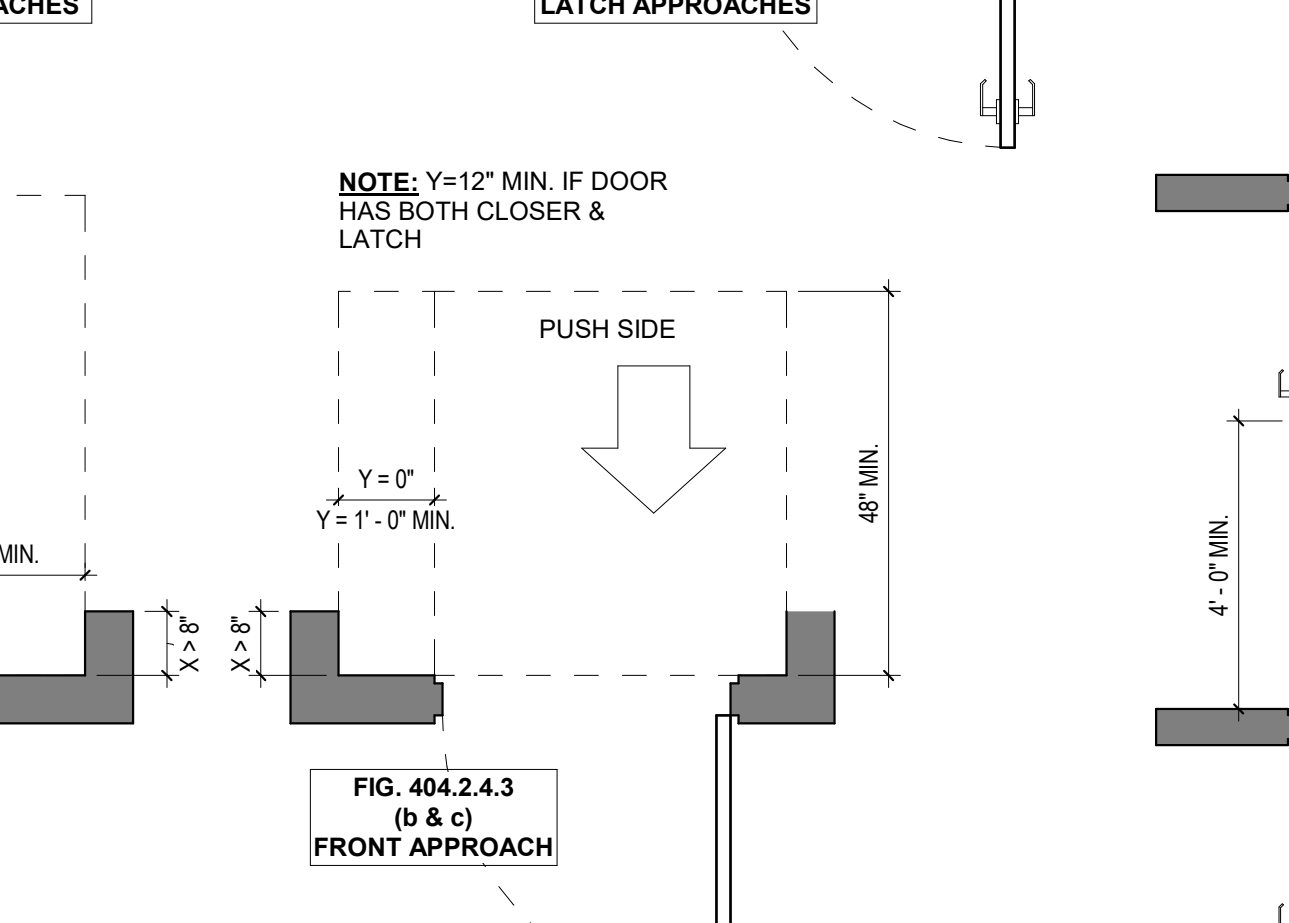 LATCH APPROACHES
NOTE: Y=12" MIN. IF DOOR
HAS BOTH CLOSER &
LATCH
PUSH SIDE
Y = 0"
Y = 1' - 0" MIN.
48" MIN.
4' - 0" MIN.
MIN.
X > 8"
X > 8"
FIG. 404.2.4.3
(b & c)
FRONT APPROACH